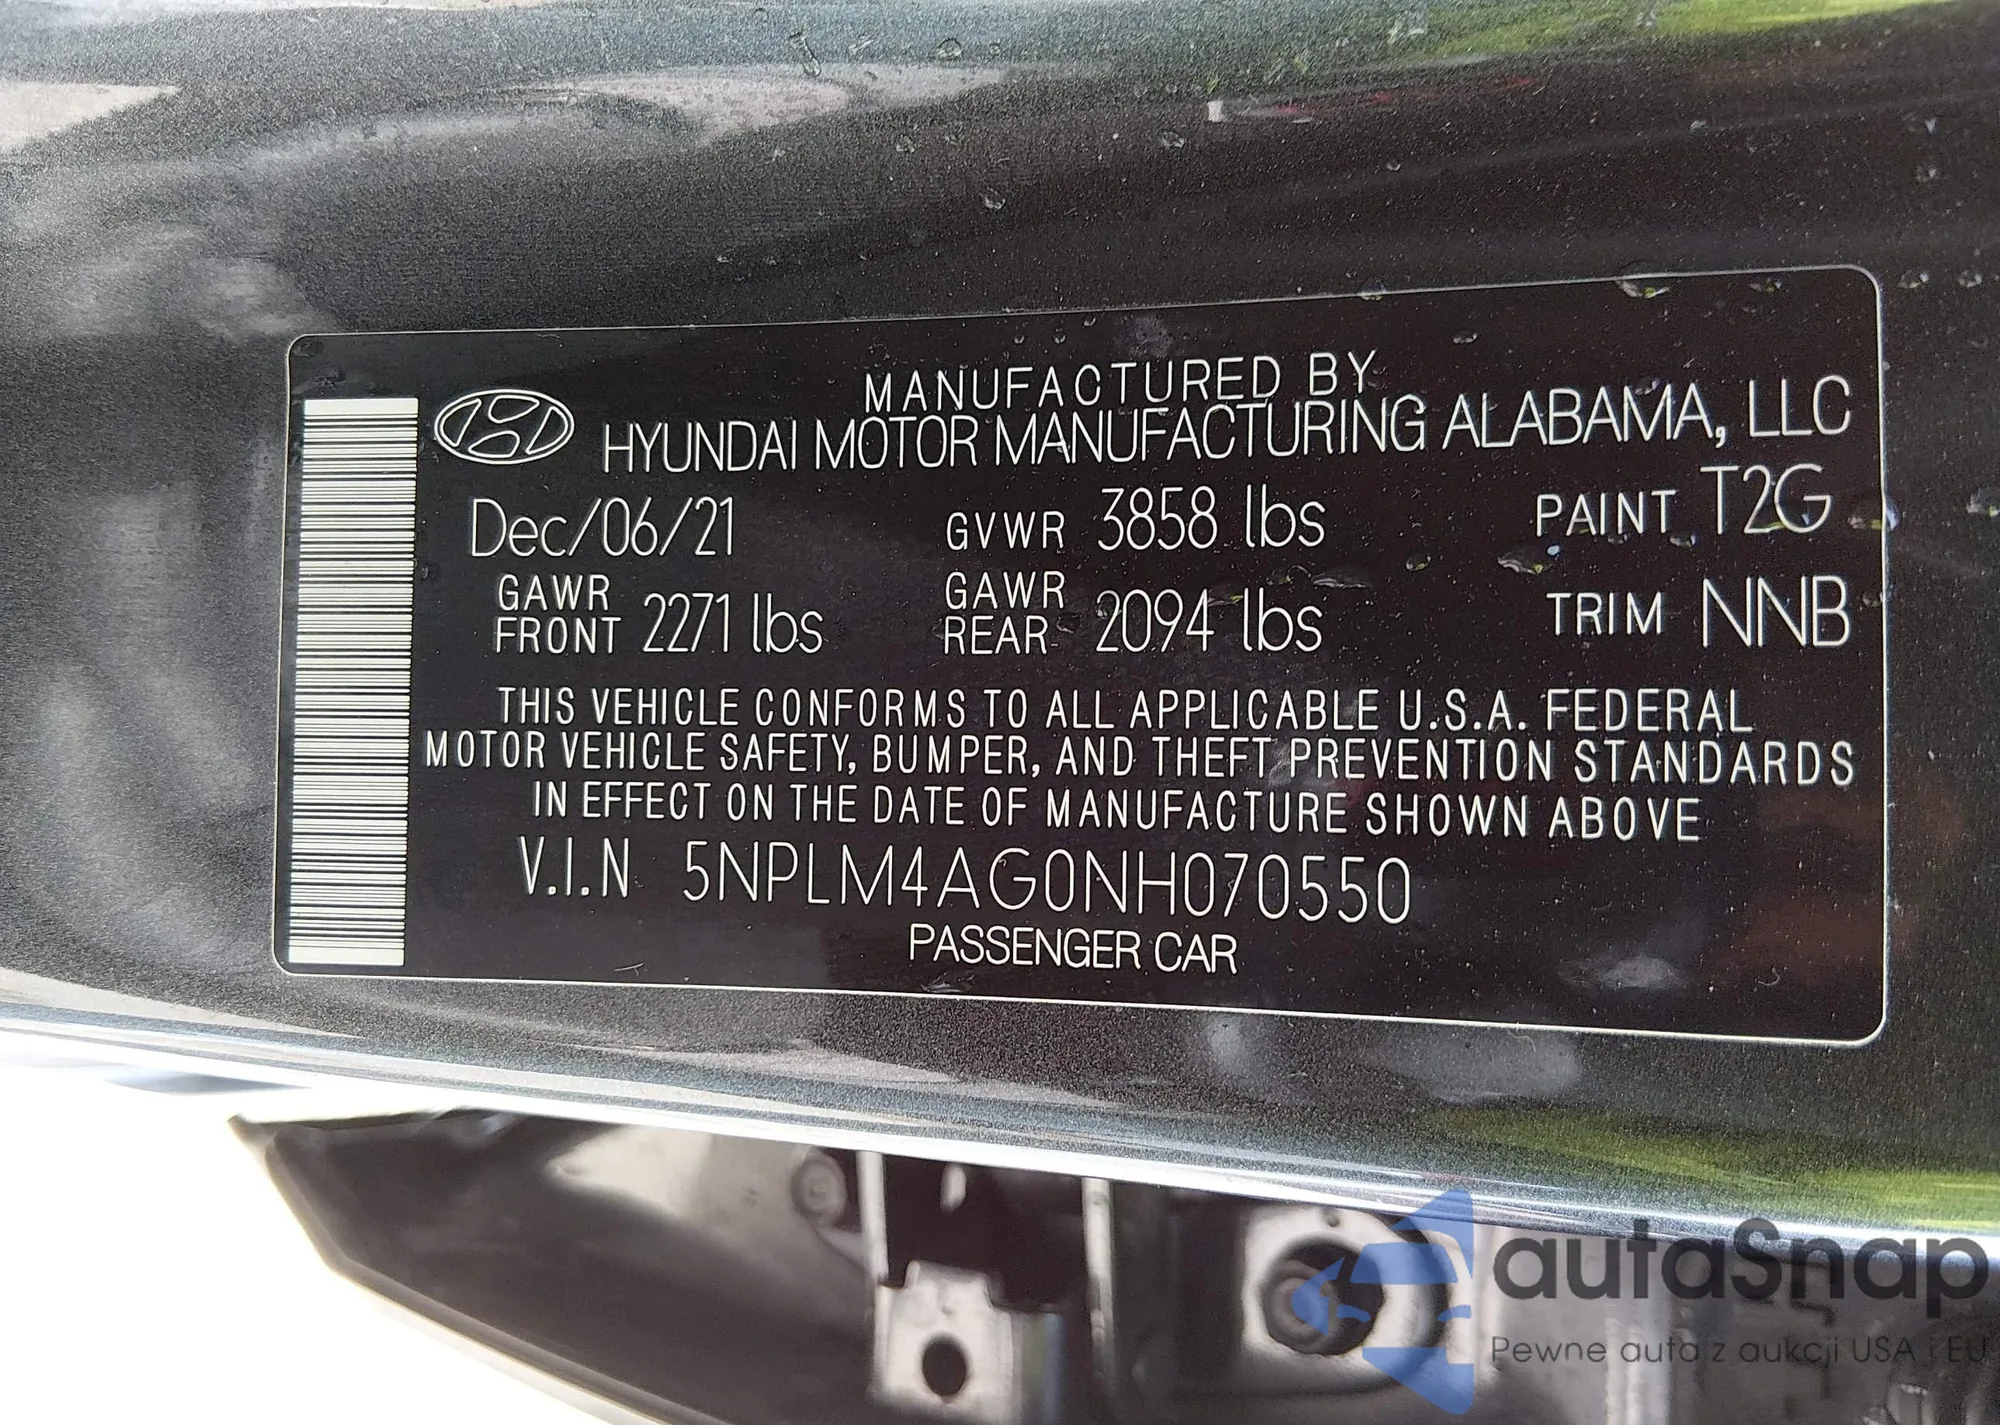 MANUFACTURED BY
HYUNDAI MOTOR MANUFACTURING ALABAMA, LLC
Dec/06/21 GVWR 3858 lbs PAINT T2G
GAWR FRONT 2271 lbs GAWR REAR 2094 lbs TRIM NNB
THIS VEHICLE CONFORMS TO ALL APPLICABLE U.S.A. FEDERAL
MOTOR VEHICLE SAFETY, BUMPER, AND THEFT PREVENTION STANDARDS
IN EFFECT ON THE DATE OF MANUFACTURE SHOWN ABOVE
V.I.N 5NPLM4AG0NH070550
PASSENGER CAR
autaSnap
Pewne auta z aukcji USA i EU